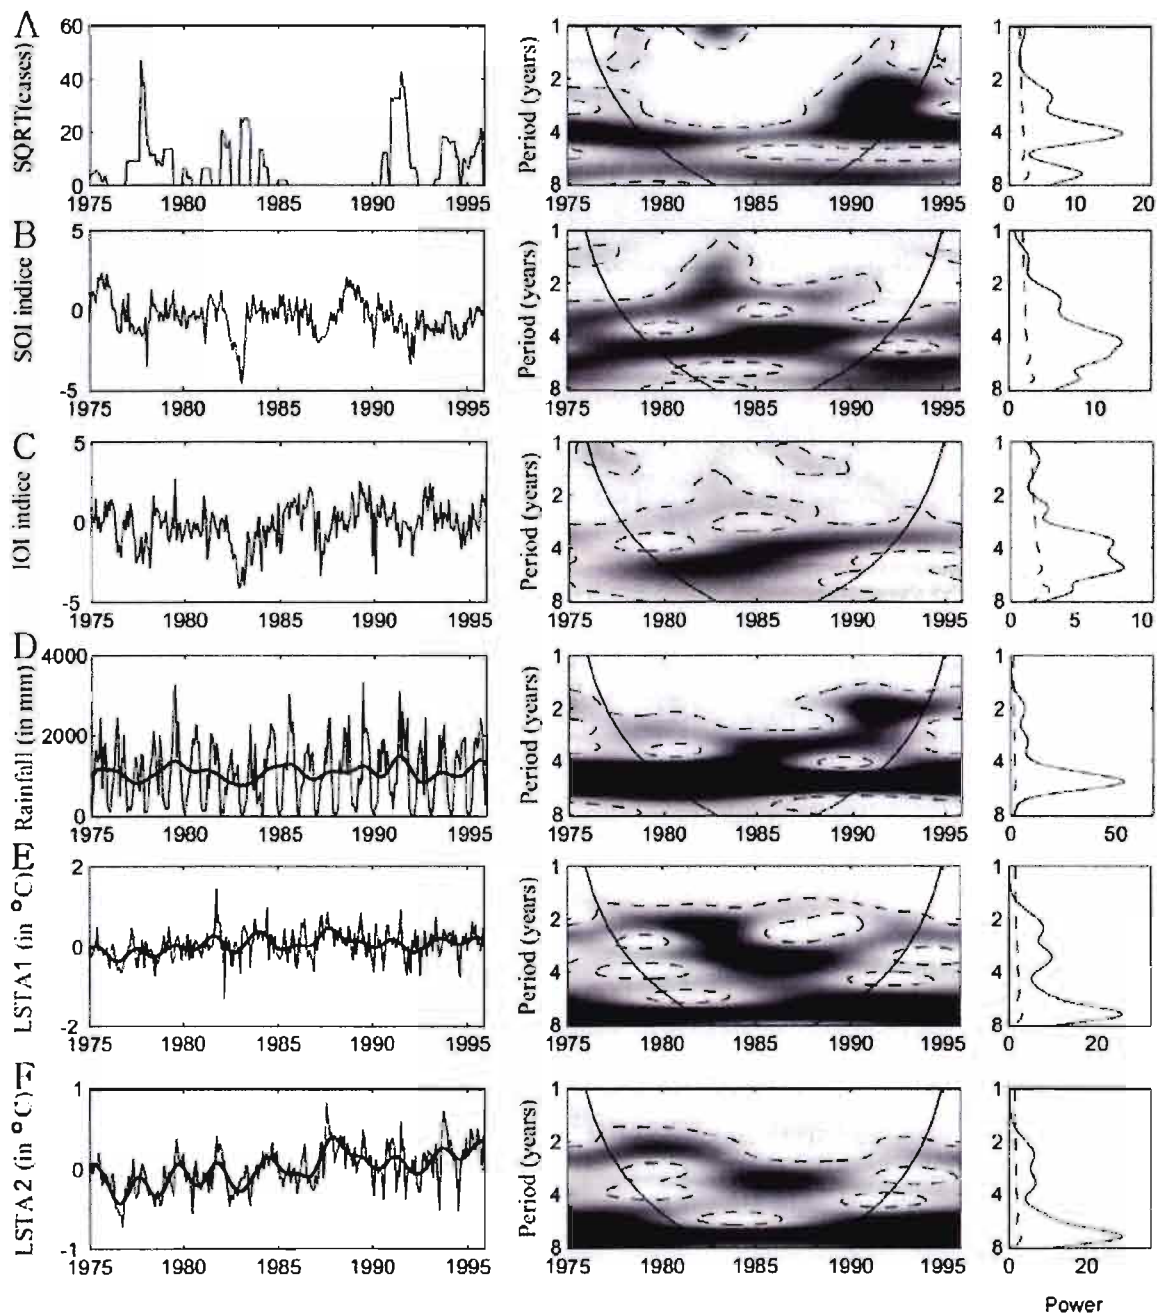 A
SQRT(cases)
60
40
20
0
1975 1980 1985 1990 1995
Period (years)
1
2
4
8
1975 1980 1985 1990 1995
1
2
4
8
0 10 20
B
SOI indice
5
0
-5
1975 1980 1985 1990 1995
Period (years)
1
2
4
8
1975 1980 1985 1990 1995
1
2
4
8
0 10
C
IOI indice
5
0
-5
1975 1980 1985 1990 1995
Period (years)
1
2
4
8
1975 1980 1985 1990 1995
1
2
4
8
0 5 10
D
Rainfall (in mm)
4000
2000
0
1975 1980 1985 1990 1995
Period (years)
1
2
4
8
1975 1980 1985 1990 1995
1
2
4
8
0 50
E
LSTA1 (in °C)
2
0
-2
1975 1980 1985 1990 1995
Period (years)
1
2
4
8
1975 1980 1985 1990 1995
1
2
4
8
0 20
F
LSTA2 (in °C)
1
0
-1
1975 1980 1985 1990 1995
Period (years)
1
2
4
8
1975 1980 1985 1990 1995
1
2
4
8
0 20
Power